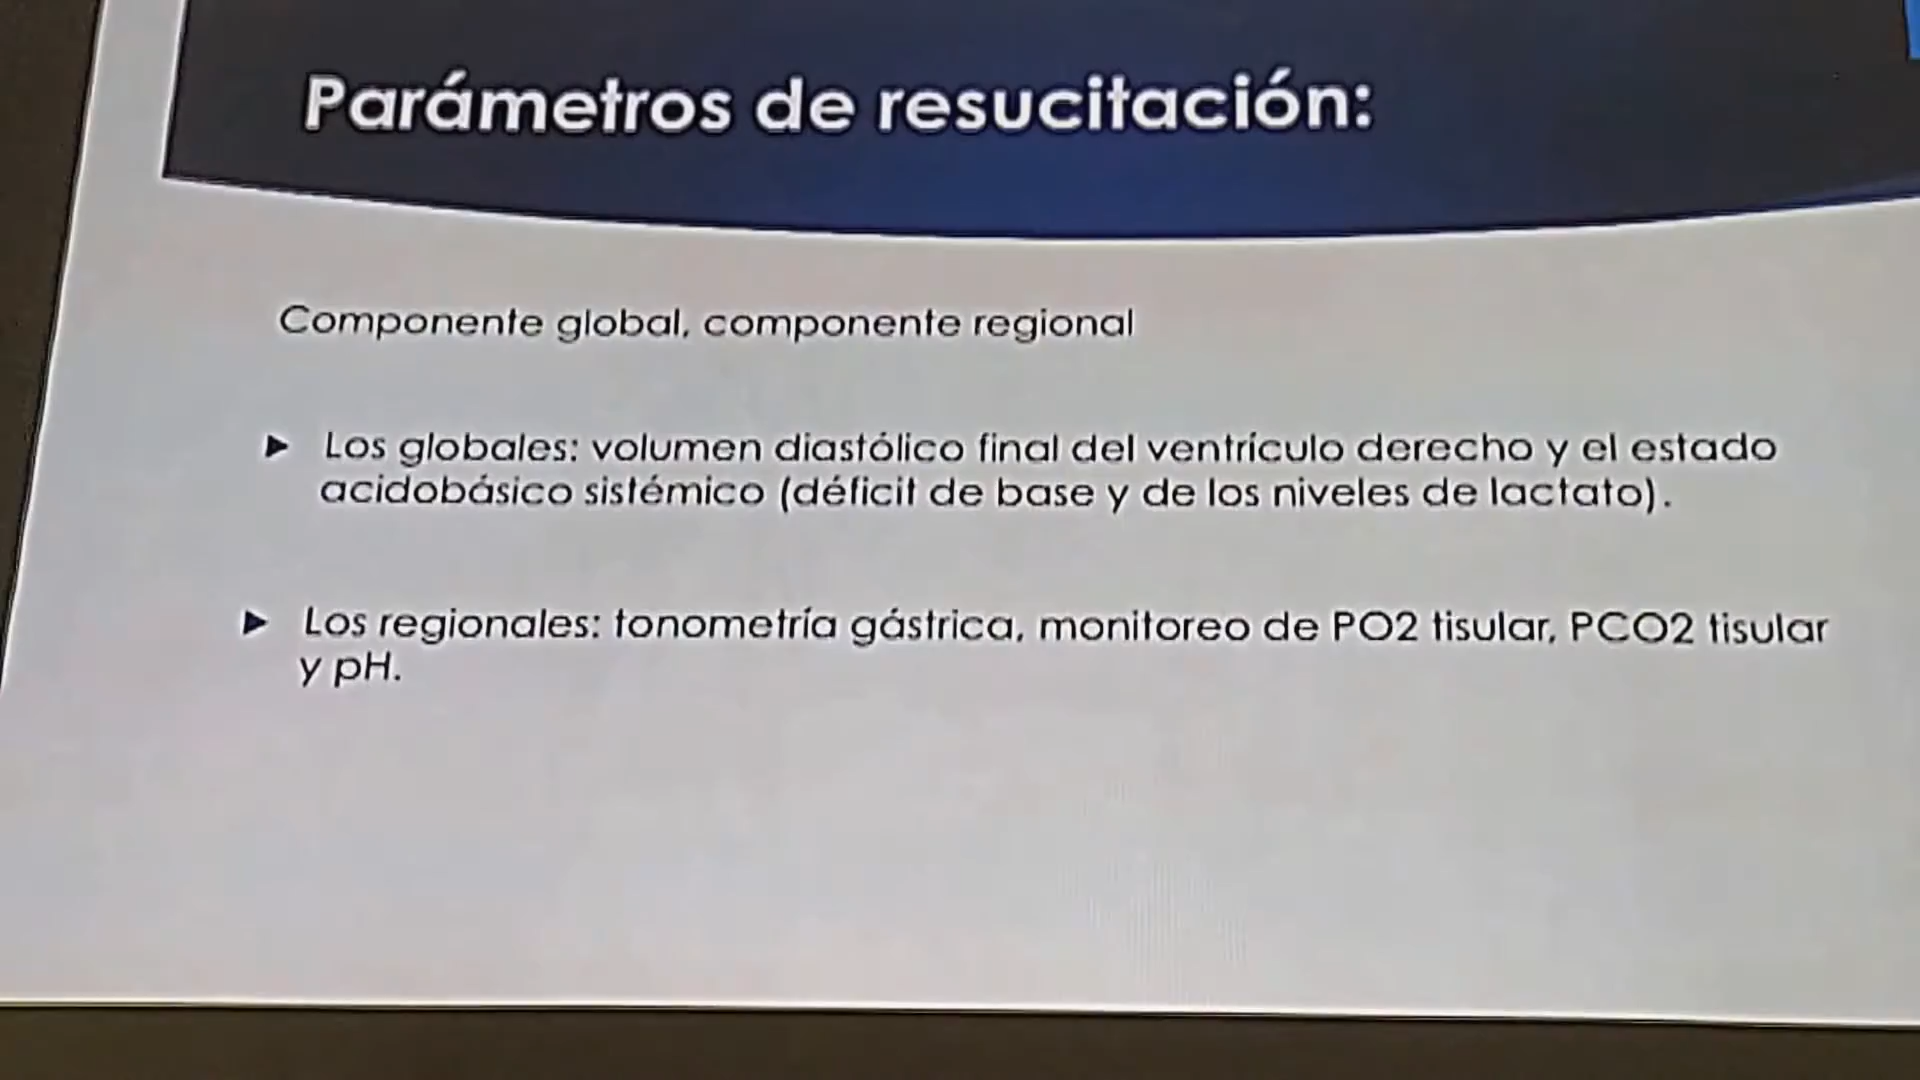 Parámetros de resucitación:
Componente global, componente regional
► Los globales: volumen diastólico final del ventrículo derecho y el estado
acidobásico sistémico (déficit de base y de los niveles de lactato).
► Los regionales: tonometría gástrica, monitoreo de PO2 tisular, PCO2 tisular
y pH.